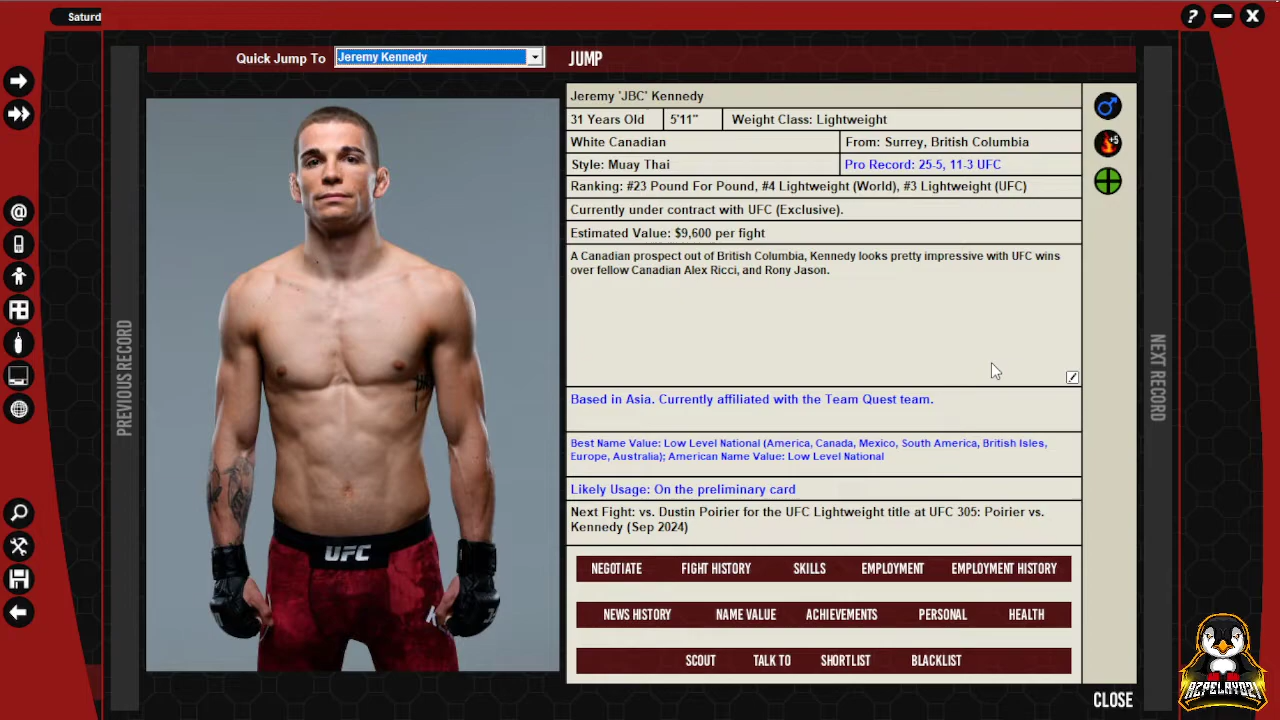 Saturd
?
X
Quick Jump To
Jeremy Kennedy
JUMP
Jeremy 'JBC' Kennedy
31 Years Old
5'11"
Weight Class: Lightweight
White Canadian
From: Surrey, British Columbia
Style: Muay Thai
Pro Record: 25-5, 11-3 UFC
Ranking: #23 Pound For Pound, #4 Lightweight (World), #3 Lightweight (UFC)
Currently under contract with UFC (Exclusive).
Estimated Value: $9,600 per fight
A Canadian prospect out of British Columbia, Kennedy looks pretty impressive with UFC wins
over fellow Canadian Alex Ricci, and Rony Jason.
Based in Asia. Currently affiliated with the Team Quest team.
Best Name Value: Low Level National (America, Canada, Mexico, South America, British Isles,
Europe, Australia); American Name Value: Low Level National
Likely Usage: On the preliminary card
Next Fight: vs. Dustin Poirier for the UFC Lightweight title at UFC 305: Poirier vs.
Kennedy (Sep 2024)
NEGOTIATE
FIGHT HISTORY
SKILLS
EMPLOYMENT
EMPLOYMENT HISTORY
NEWS HISTORY
NAME VALUE
ACHIEVEMENTS
PERSONAL
HEALTH
SCOUT
TALK TO
SHORTLIST
BLACKLIST
PREVIOUS RECORD
NEXT RECORD
CLOSE
+5
@
UFC